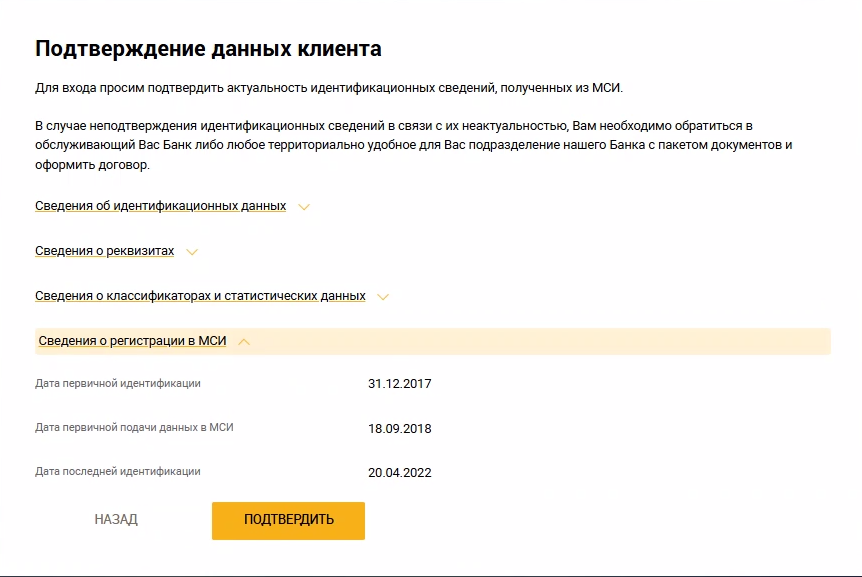 Подтверждение данных клиента
Для входа просим подтвердить актуальность идентификационных сведений, полученных из МСИ.
В случае неподтверждения идентификационных сведений в связи с их неактуальностью, Вам необходимо обратиться в
обслуживающий Вас Банк либо любое территориально удобное для Вас подразделение нашего Банка с пакетом документов и
оформить договор.
Сведения об идентификационных данных
Сведения о реквизитах
Сведения о классификаторах и статистических данных
Сведения о регистрации в МСИ
Дата первичной идентификации 31.12.2017
Дата первичной подачи данных в МСИ 18.09.2018
Дата последней идентификации 20.04.2022
НАЗАД ПОДТВЕРДИТЬ